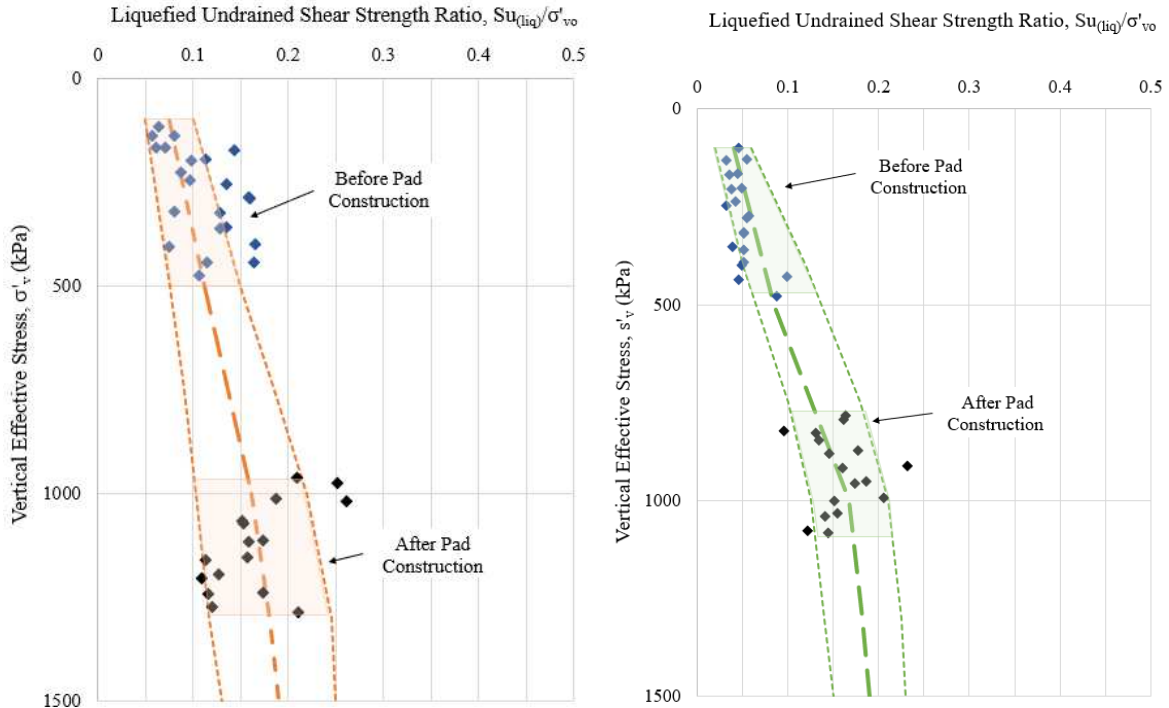 Liquefied Undrained Shear Strength Ratio, Su(liq)/σ'vo
0 0.1 0.2 0.3 0.4 0.5
0
500
1000
1500
Vertical Effective Stress, σ'v (kPa)
Before Pad
Construction
After Pad
Construction
Liquefied Undrained Shear Strength Ratio, Su(liq)/σ'vo
0 0.1 0.2 0.3 0.4 0.5
0
500
1000
1500
Vertical Effective Stress, s'v (kPa)
Before Pad
Construction
After Pad
Construction